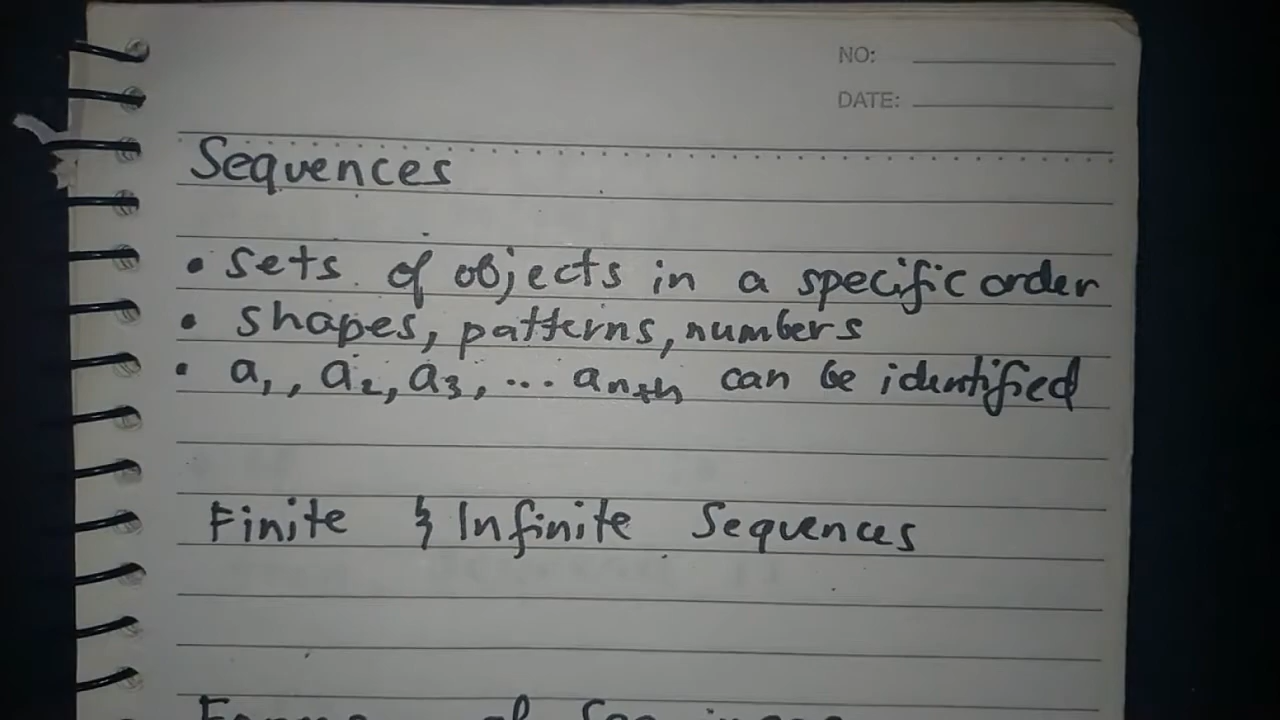 NO:
DATE:
Sequences
• sets of objects in a specific order
• shapes, patterns, numbers
• a₁, a₂, a₃, ... aₙₜₕ can be identified
Finite & Infinite Sequences
of